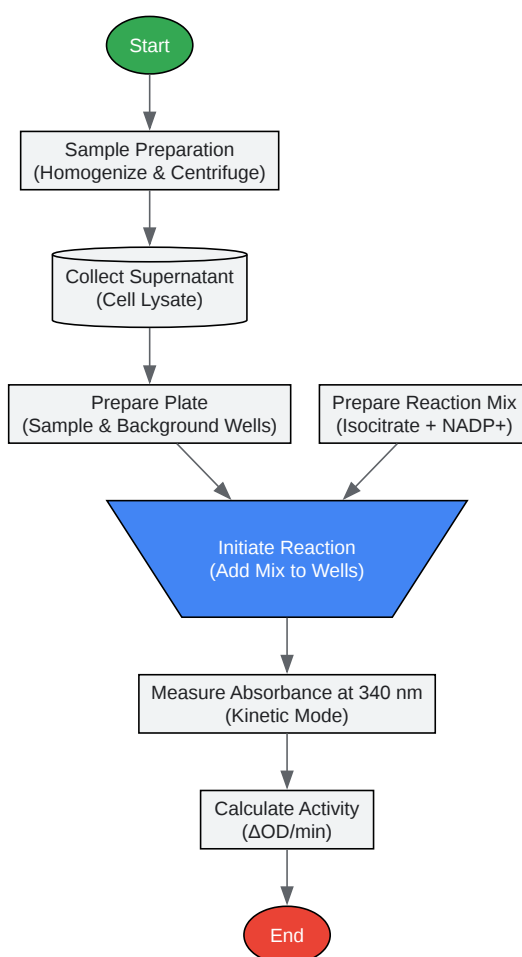 Start
Sample Preparation
(Homogenize & Centrifuge)
Collect Supernatant
(Cell Lysate)
Prepare Plate
(Sample & Background Wells)
Prepare Reaction Mix
(Isocitrate + NADP+)
Initiate Reaction
(Add Mix to Wells)
Measure Absorbance at 340 nm
(Kinetic Mode)
Calculate Activity
(ΔOD/min)
End